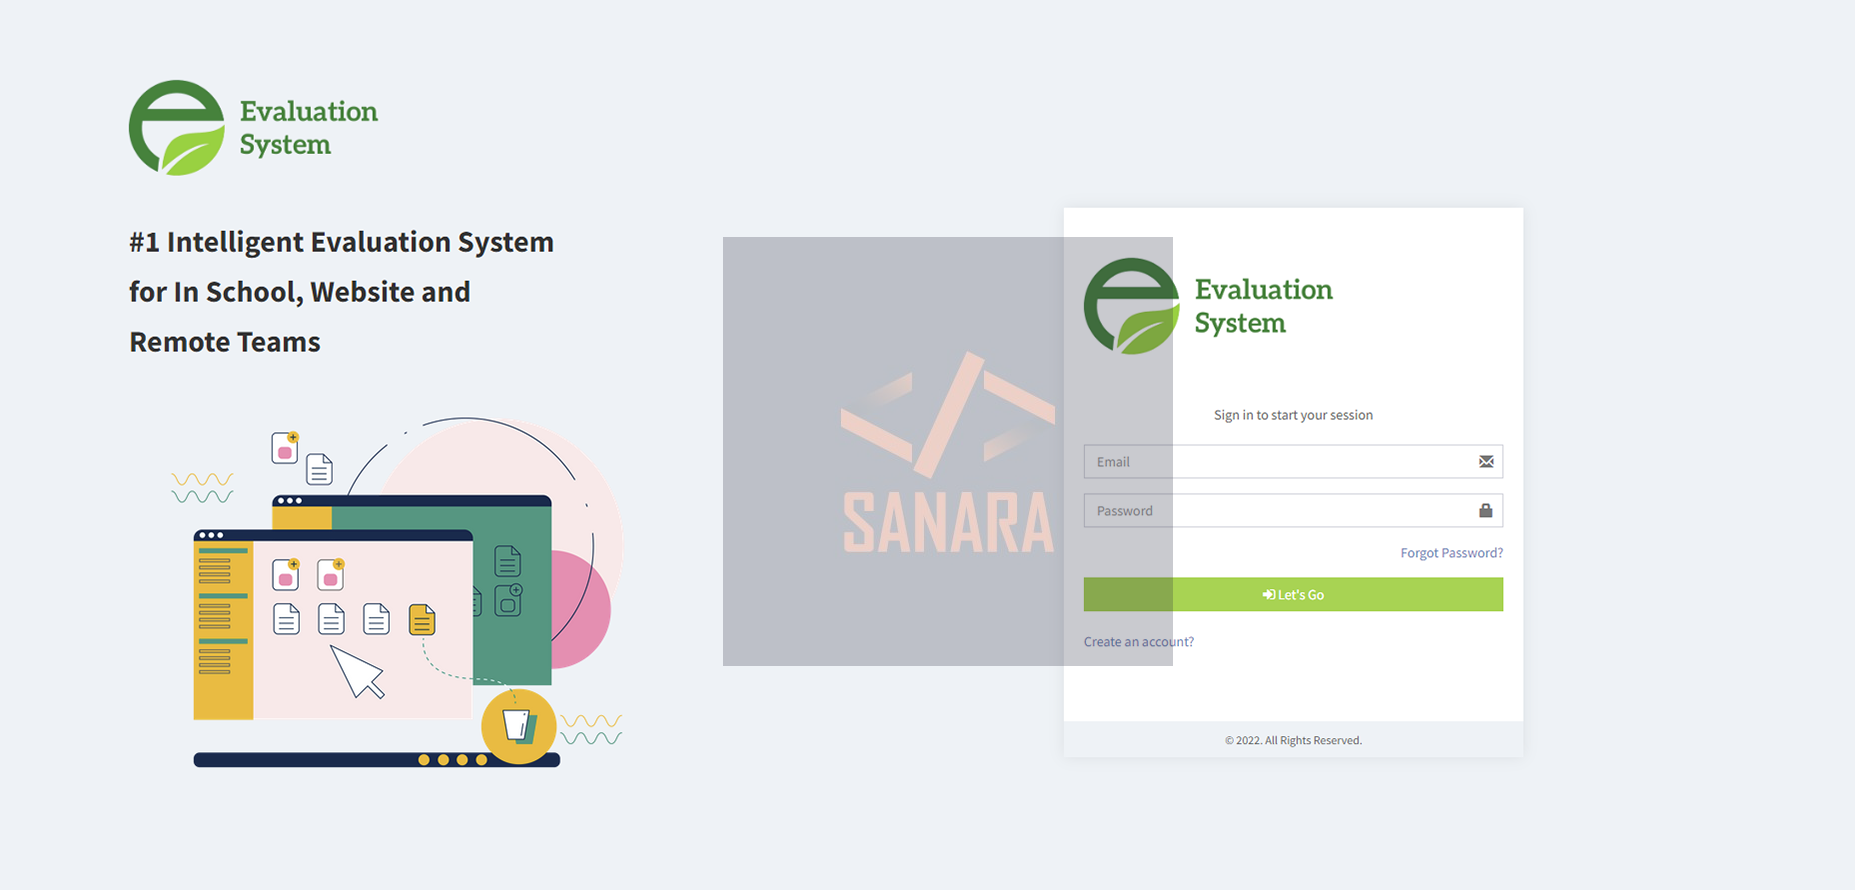 Evaluation
System
#1 Intelligent Evaluation System
for In School, Website and
Remote Teams
SANARA
Evaluation
System
Sign in to start your session
Email
Password
Forgot Password?
Let's Go
Create an account?
© 2022. All Rights Reserved.